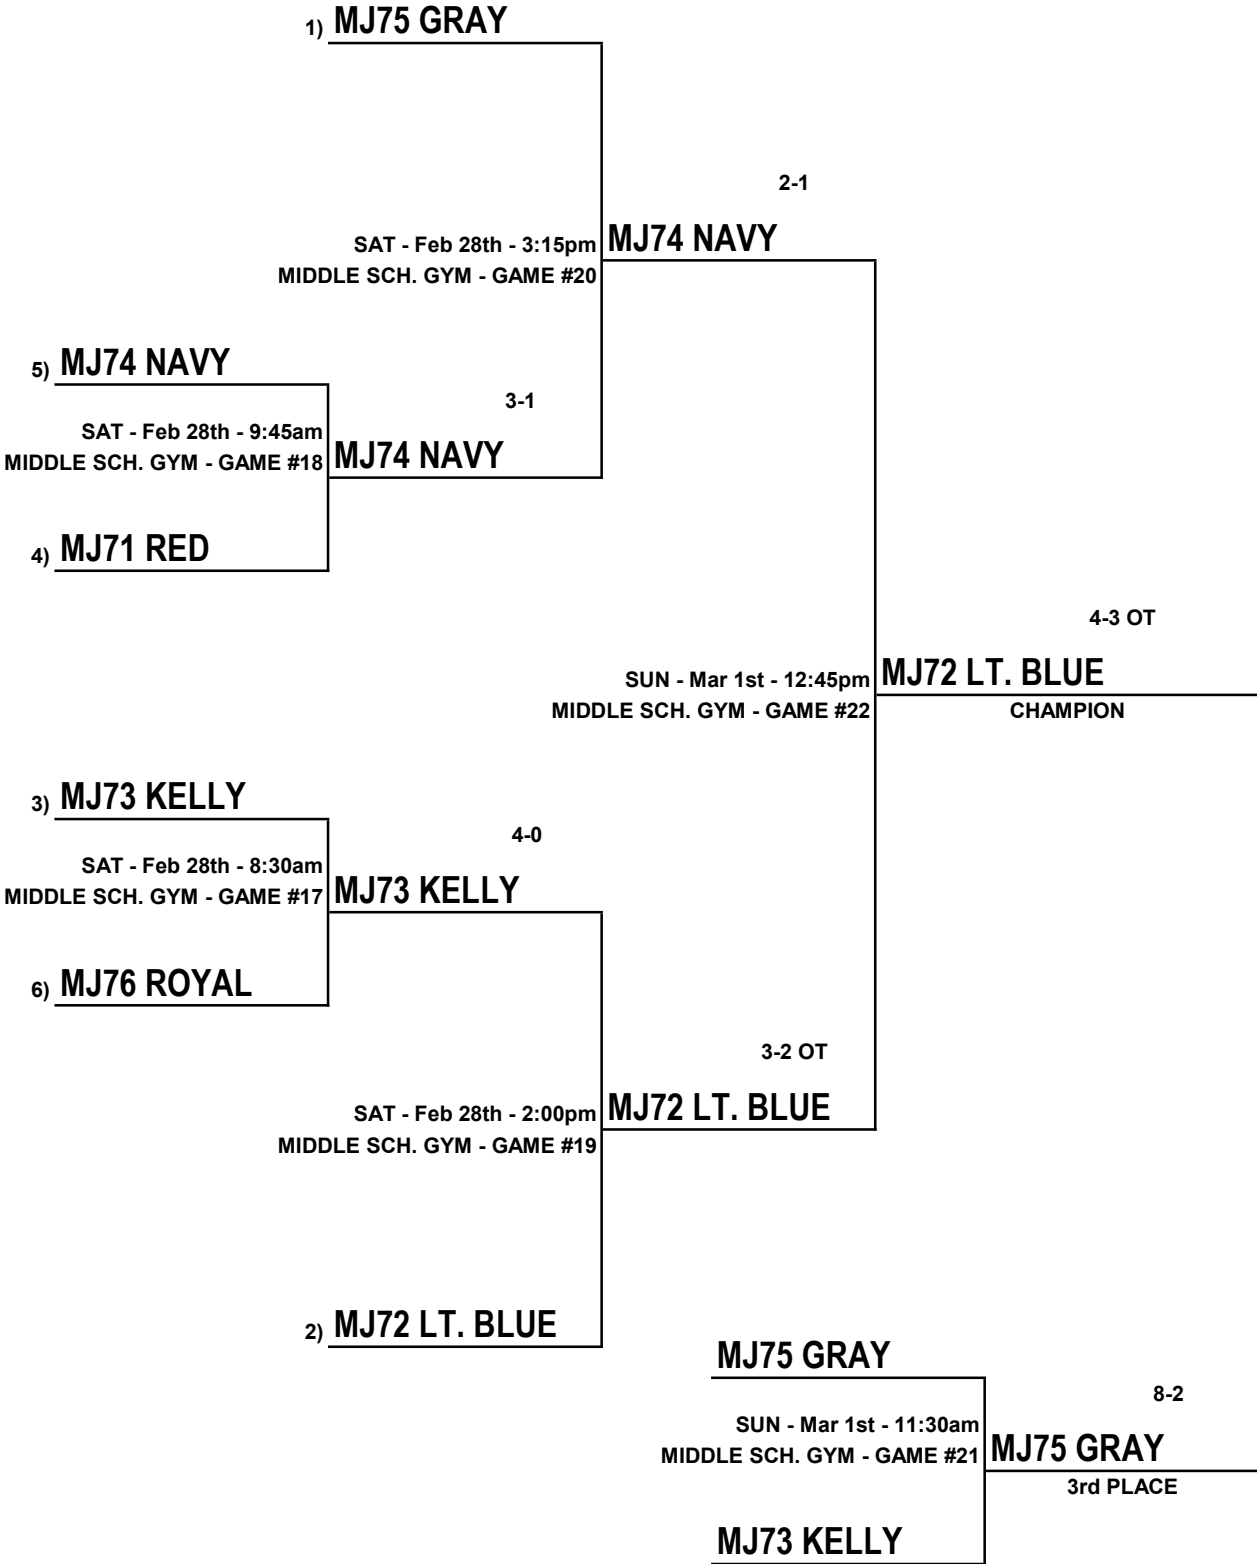 1) MJ75 GRAY
2-1
SAT - Feb 28th - 3:15pm
MJ74 NAVY
MIDDLE SCH. GYM - GAME #20
5) MJ74 NAVY
3-1
SAT - Feb 28th - 9:45am
MIDDLE SCH. GYM - GAME #18
MJ74 NAVY
4) MJ71 RED
4-3 OT
SUN - Mar 1st - 12:45pm
MJ72 LT. BLUE
MIDDLE SCH. GYM - GAME #22
CHAMPION
3) MJ73 KELLY
4-0
SAT - Feb 28th - 8:30am
MIDDLE SCH. GYM - GAME #17
MJ73 KELLY
6) MJ76 ROYAL
3-2 OT
SAT - Feb 28th - 2:00pm
MJ72 LT. BLUE
MIDDLE SCH. GYM - GAME #19
2) MJ72 LT. BLUE
MJ75 GRAY
8-2
SUN - Mar 1st - 11:30am
MIDDLE SCH. GYM - GAME #21
MJ75 GRAY
3rd PLACE
MJ73 KELLY